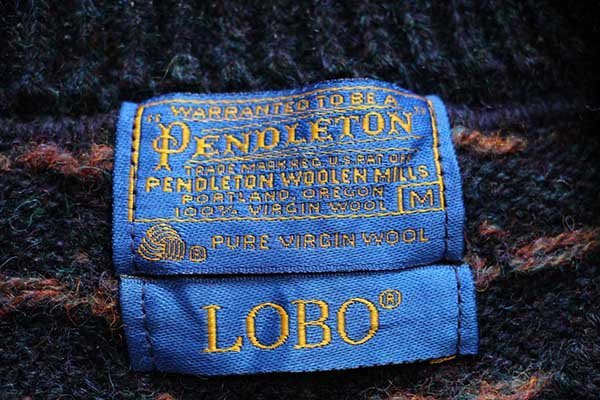 WARRANTED TO BE A
"PENDLETON"
TRADE MARK REG. U.S. PAT. OFF.
PENDLETON WOOLEN MILLS
PORTLAND, OREGON
100% VIRGIN WOOL M
® PURE VIRGIN WOOL
LOBO®